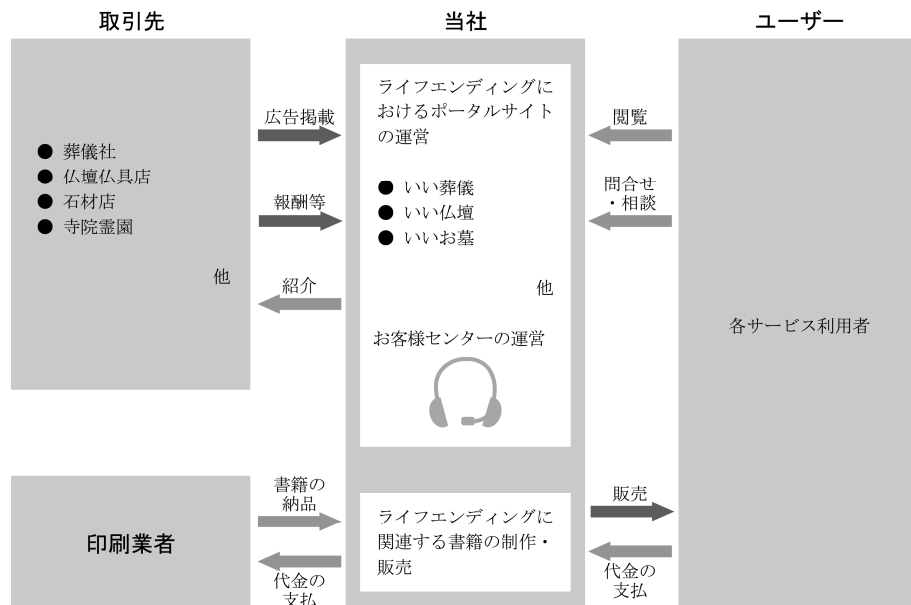 取引先
当社
ユーザー
● 葬儀社
● 仏壇仏具店
● 石材店
● 寺院霊園
他
広告掲載
報酬等
紹介
ライフエンディングに
おけるポータルサイト
の運営
● いい葬儀
● いい仏壇
● いいお墓
他
お客様センターの運営
閲覧
問合せ
・相談
各サービス利用者
印刷業者
書籍の
納品
代金の
支払
ライフエンディングに
関連する書籍の制作・
販売
販売
代金の
支払